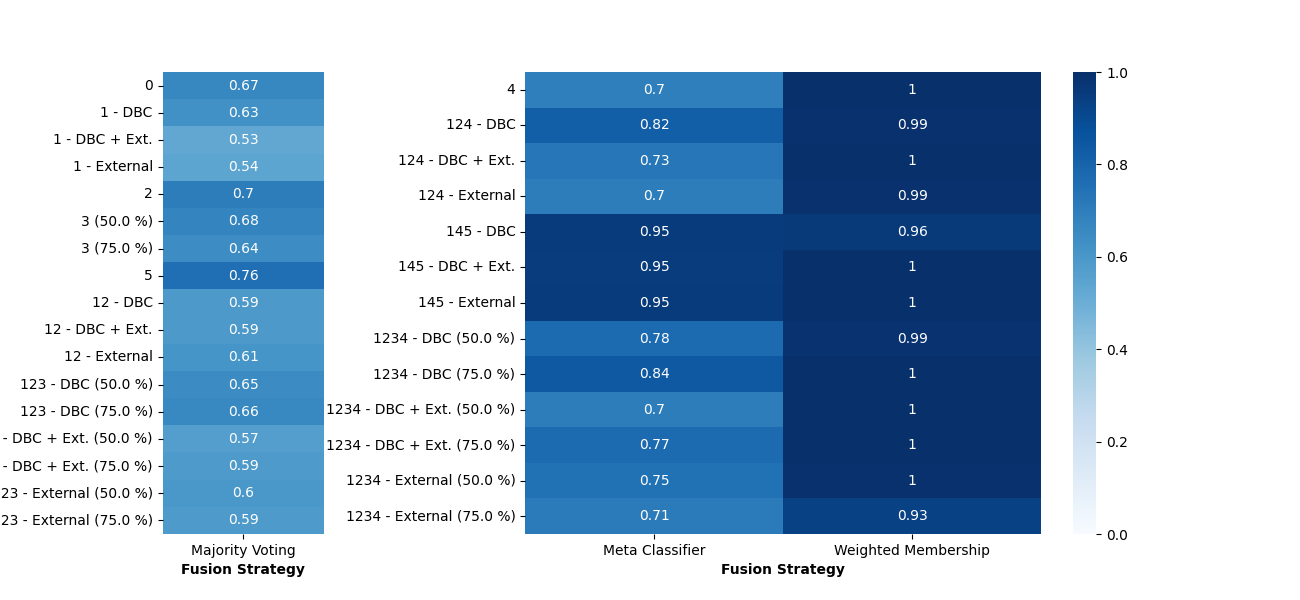 0 0.67
1 - DBC 0.63
1 - DBC + Ext. 0.53
1 - External 0.54
2 0.7
3 (50.0 %) 0.68
3 (75.0 %) 0.64
5 0.76
12 - DBC 0.59
12 - DBC + Ext. 0.59
12 - External 0.61
123 - DBC (50.0 %) 0.65
123 - DBC (75.0 %) 0.66
- DBC + Ext. (50.0 %) 0.57
- DBC + Ext. (75.0 %) 0.59
23 - External (50.0 %) 0.6
23 - External (75.0 %) 0.59
Majority Voting
Fusion Strategy
4 0.7 1
124 - DBC 0.82 0.99
124 - DBC + Ext. 0.73 1
124 - External 0.7 0.99
145 - DBC 0.95 0.96
145 - DBC + Ext. 0.95 1
145 - External 0.95 1
1234 - DBC (50.0 %) 0.78 0.99
1234 - DBC (75.0 %) 0.84 1
1234 - DBC + Ext. (50.0 %) 0.7 1
1234 - DBC + Ext. (75.0 %) 0.77 1
1234 - External (50.0 %) 0.75 1
1234 - External (75.0 %) 0.71 0.93
Meta Classifier Weighted Membership
Fusion Strategy
1.0
0.8
0.6
0.4
0.2
0.0